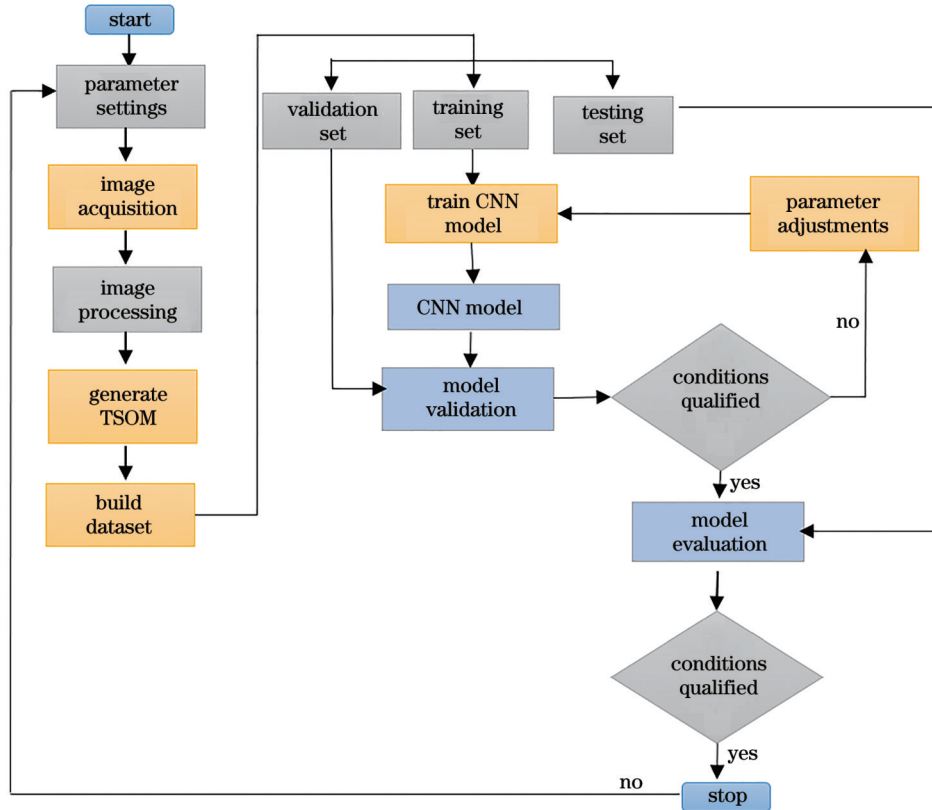 start
parameter
settings
image
acquisition
image
processing
generate
TSOM
build
dataset
validation
set
training
set
testing
set
train CNN
model
parameter
adjustments
CNN model
model
validation
conditions
qualified
no
yes
model
evaluation
conditions
qualified
yes
no
stop